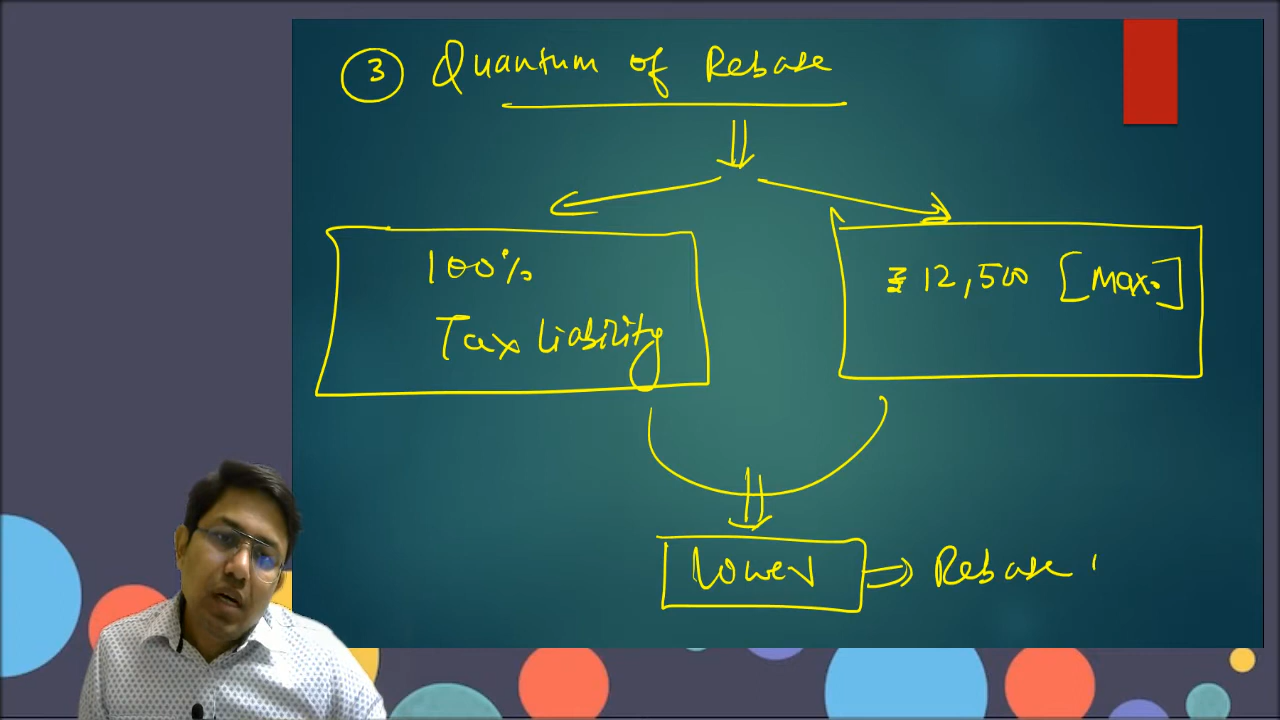 ③ Quantum of Rebate
100%
Tax liability
₹ 12,500 [Max.]
lower ⇒ Rebate